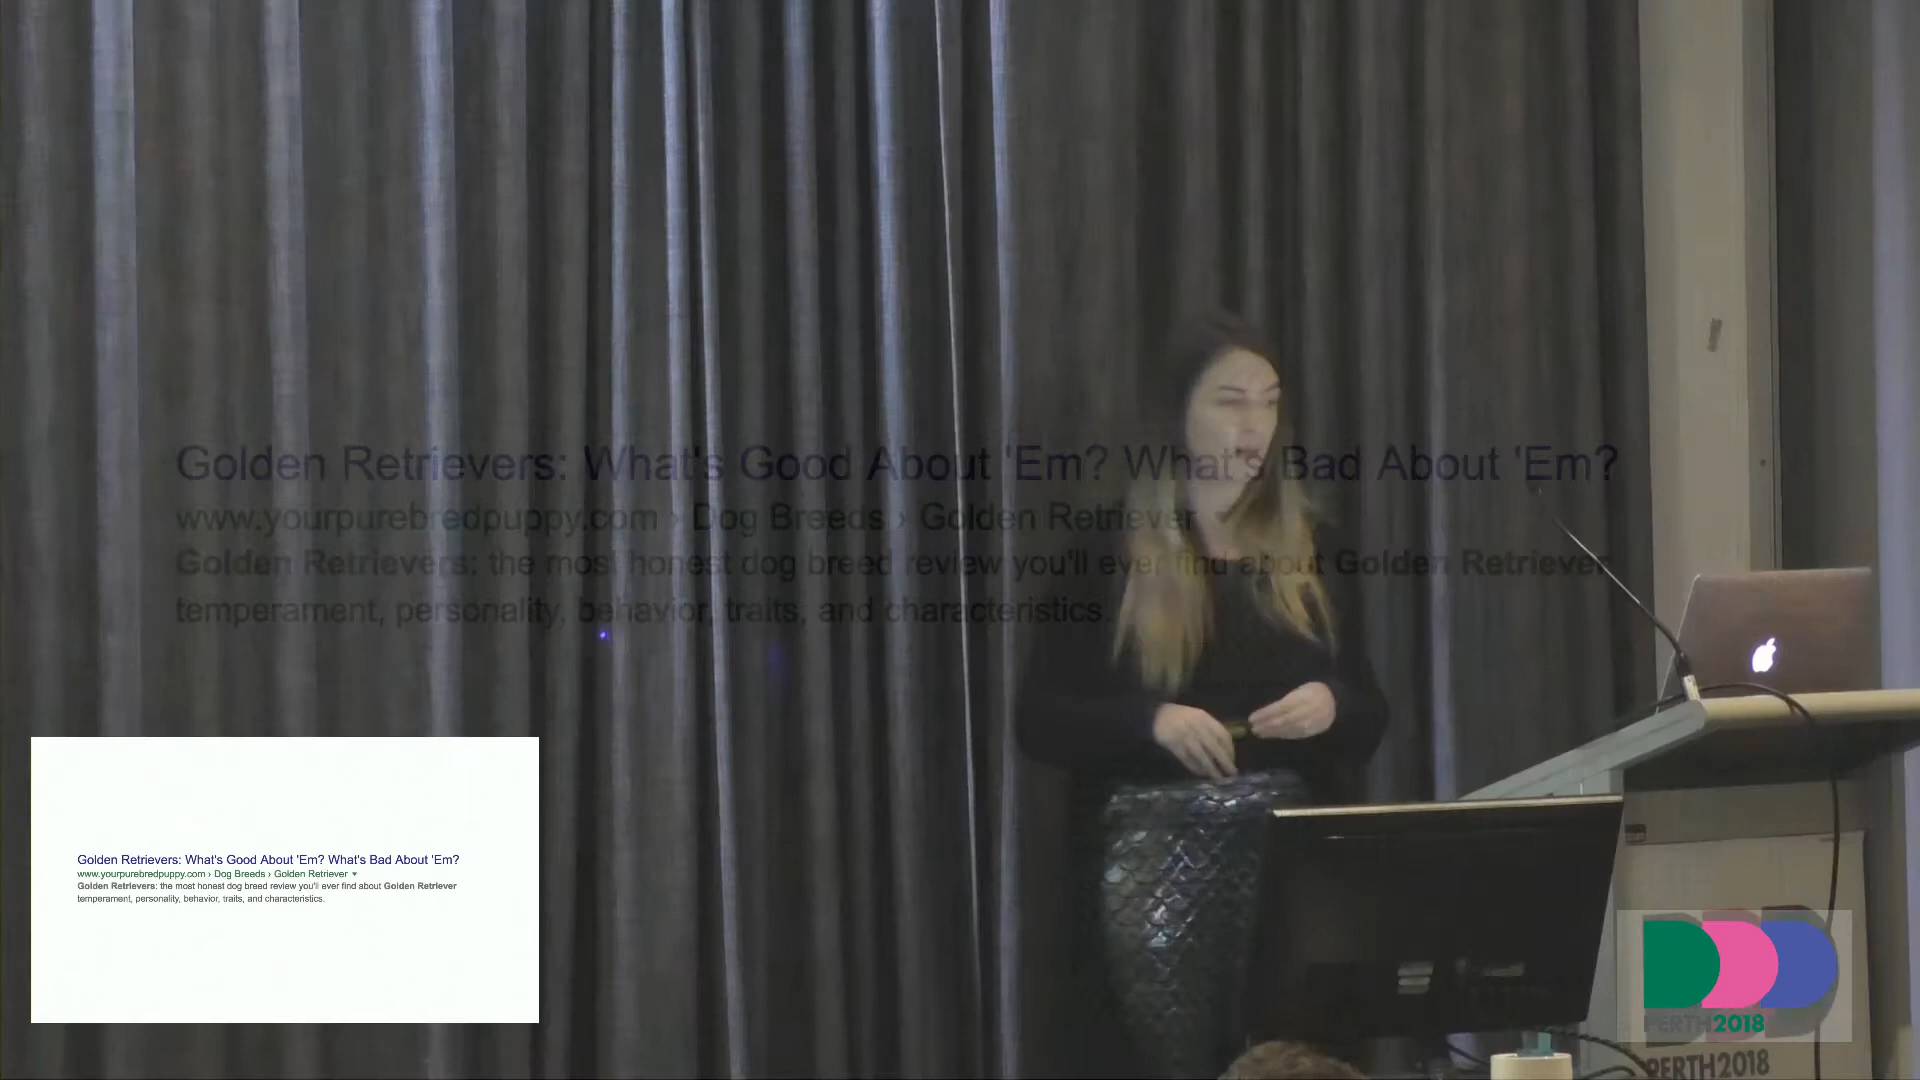 Golden Retrievers: What's Good About 'Em? What's Bad About 'Em?
www.yourpurebredpuppy.com › Dog Breeds › Golden Retriever
Golden Retrievers: the most honest dog breed review you'll ever find about Golden Retriever
temperament, personality, behavior, traits, and characteristics.
Golden Retrievers: What's Good About 'Em? What's Bad About 'Em?
www.yourpurebredpuppy.com › Dog Breeds › Golden Retriever
Golden Retrievers: the most honest dog breed review you'll ever find about Golden Retriever
temperament, personality, behavior, traits, and characteristics.
DDD
PERTH2018
PERTH2018